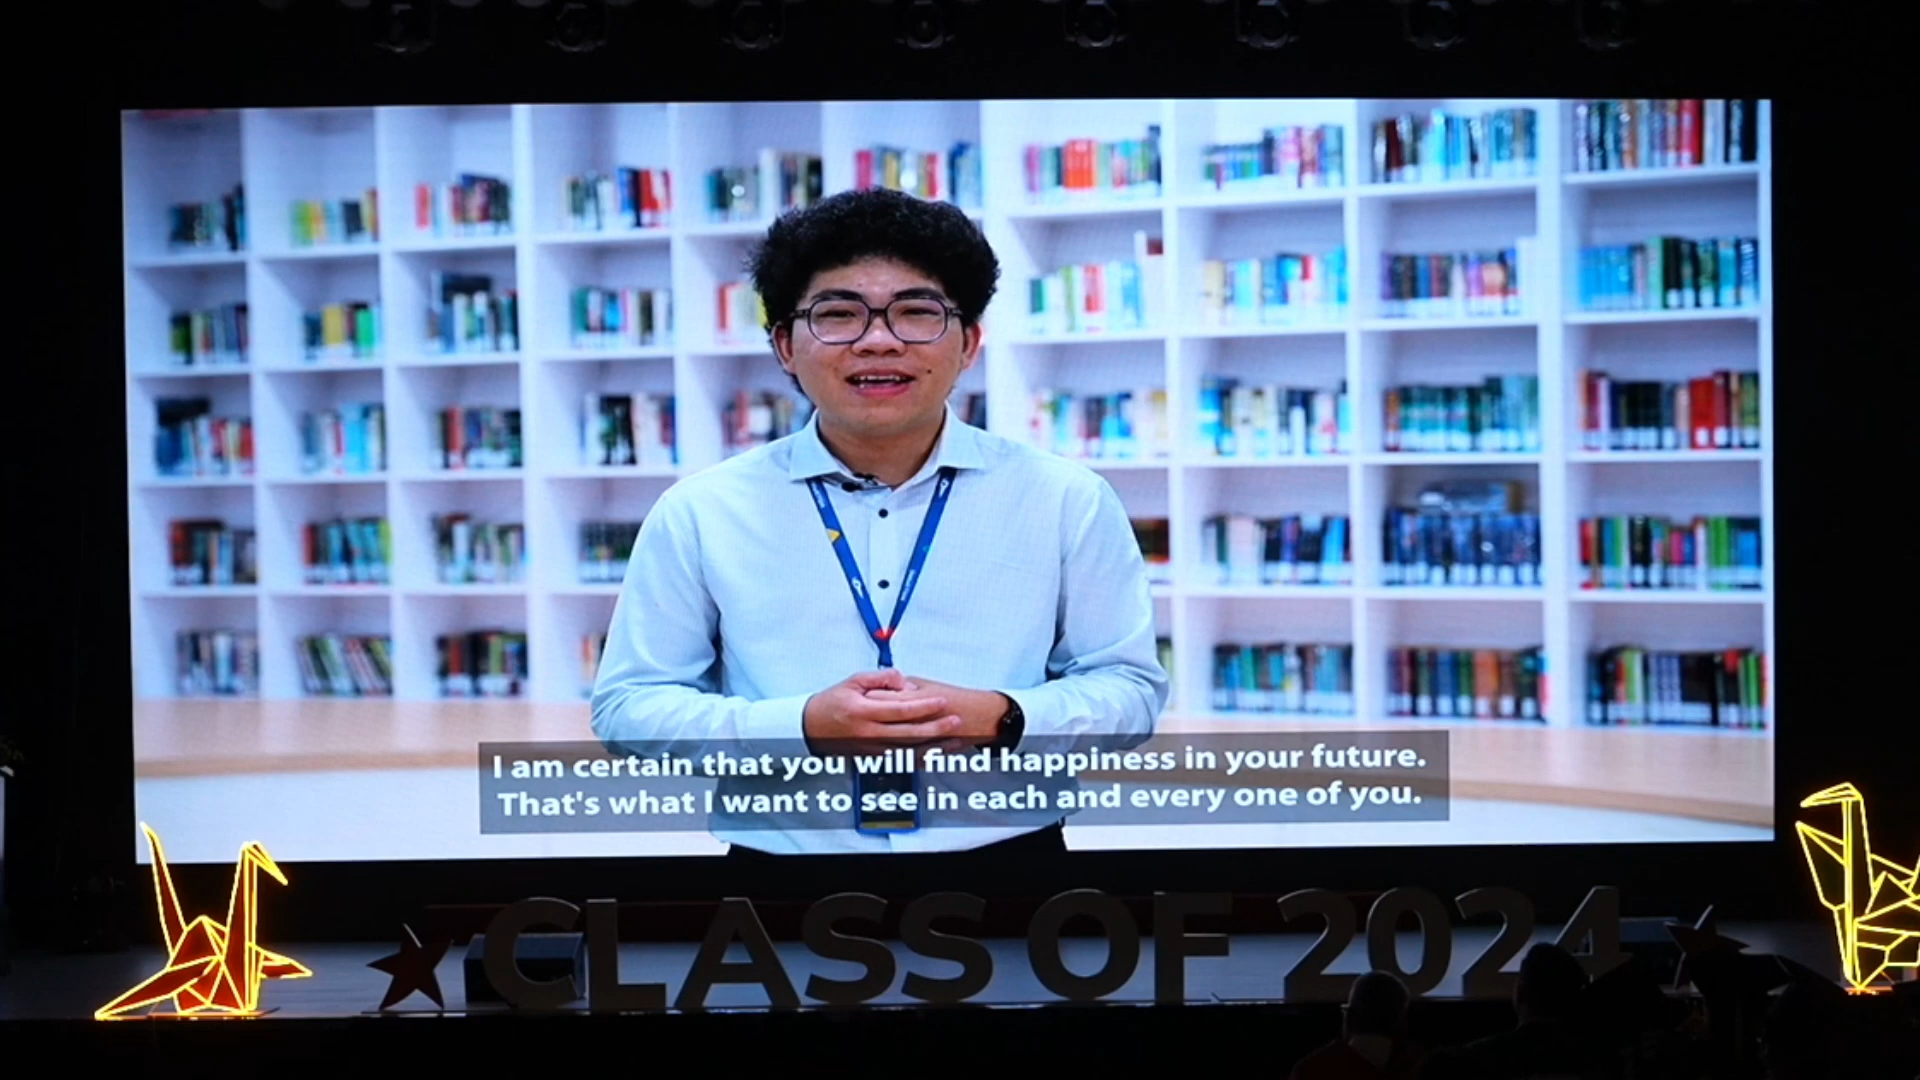 I am certain that you will find happiness in your future.
That's what I want to see in each and every one of you.
CLASS OF 2024